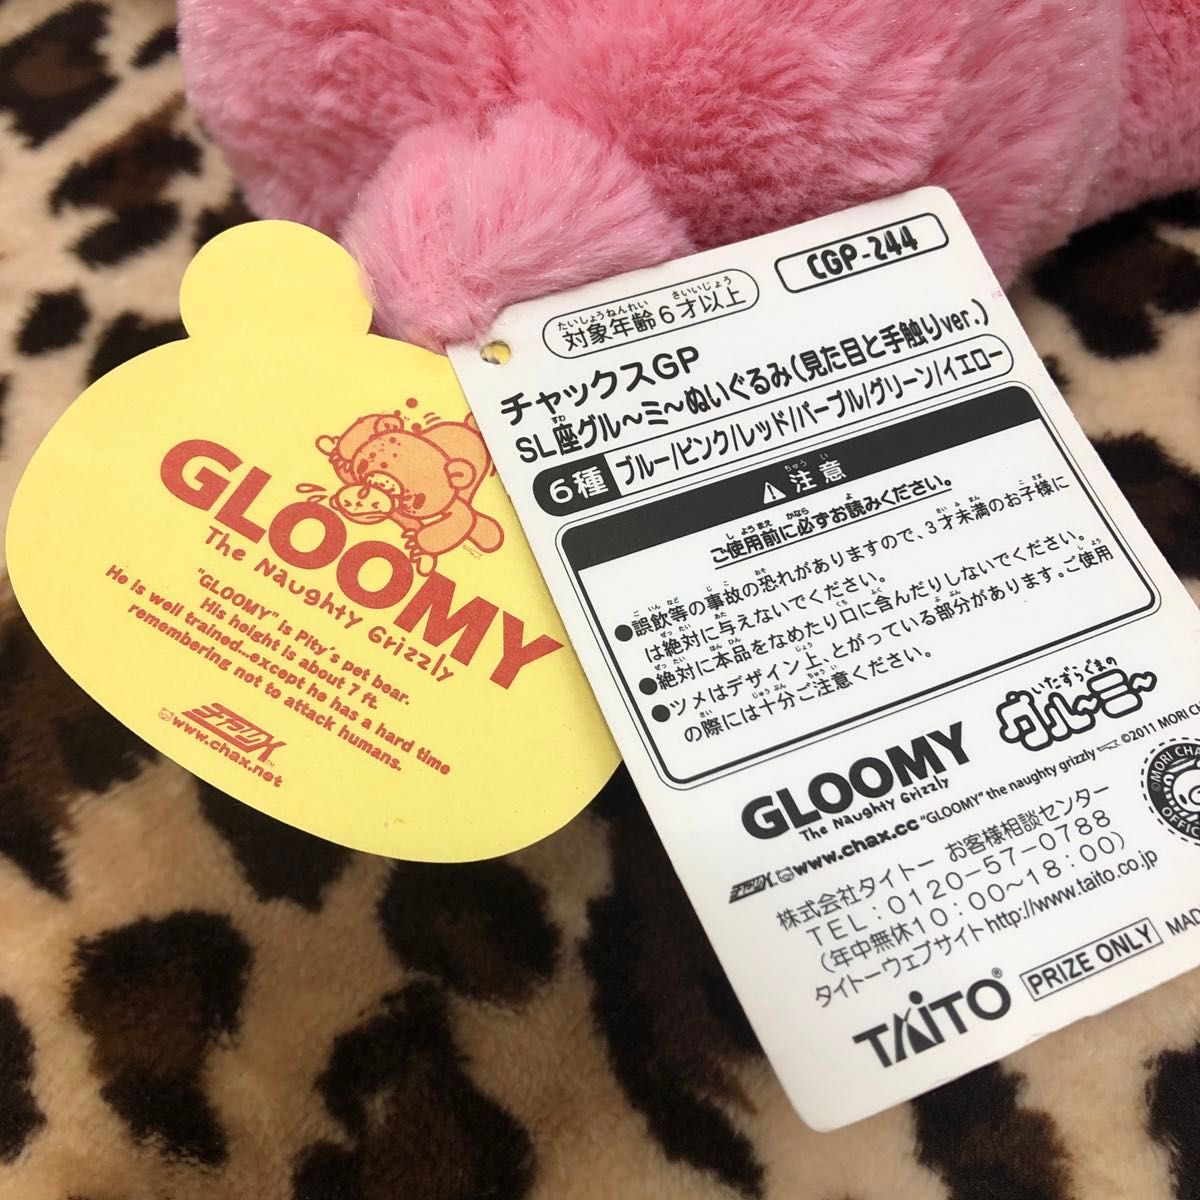 GLOOMY
The Naughty Grizzly
"GLOOMY" is Pity's pet bear.
His height is about 7 ft.
He is well trained...except he has a hard time
remembering not to attack humans.
チャックス™
www.chax.net
CGP-244
対象年齢6才以上
たいしょうねんれい さいいじょう
チャックスGP
SL座グル〜ミ〜ぬいぐるみ(見た目と手触りver.)
6種 ブルー/ピンク/レッド/パープル/グリーン/イエロー
⚠注意
ご使用前に必ずお読みください。
●誤飲等の事故の恐れがありますので、3才未満のお子様に
は絶対に与えないでください。
●絶対に本品をなめたり口に含んだりしないでください。
●ツメはデザイン上、とがっている部分があります。ご使用
の際には十分ご注意ください。
いたずらぐまの
グル〜ミ〜
GLOOMY
The Naughty Grizzly
"GLOOMY" the naughty grizzly ©2011 MORI CH
www.chax.cc
©MORI CHA
OFFIC
株式会社タイトー お客様相談センター
TEL:0120-57-0788
(年中無休10:00〜18:00)
タイトーウェブサイトhttp://www.taito.co.jp
TAITO® PRIZE ONLY MAD